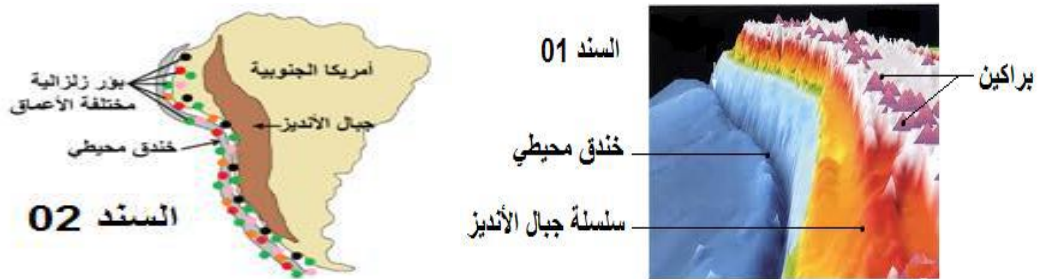 السند 01
براكين
خندق محيطي
سلسلة جبال الأنديز
أمريكا الجنوبية
بؤر زلزالية
مختلفة الأعماق
جبال الأنديز
خندق محيطي
السند 02